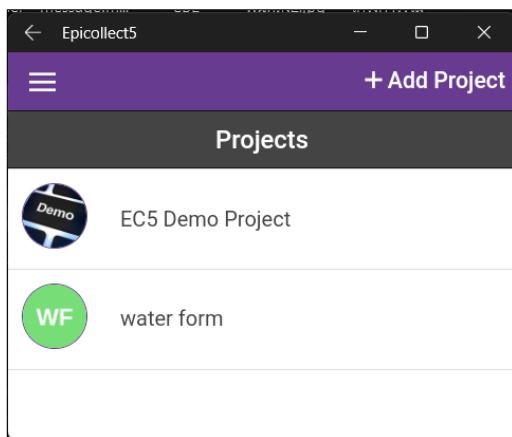 Epicollect5
+ Add Project
Projects
Demo
EC5 Demo Project
WF
water form